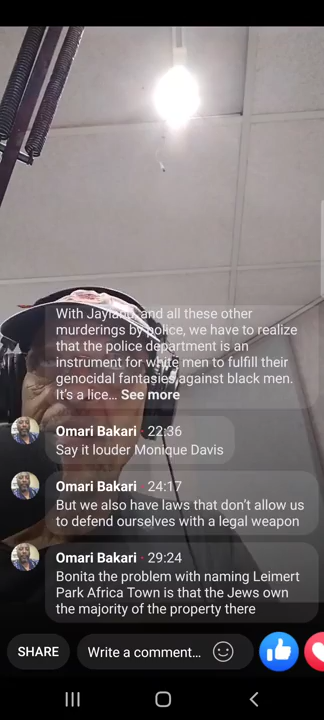 With Jayland, and all these other
murderings by police, we have to realize
that the police department is an
instrument for white men to fulfill their
genocidal fantasies against black men.
It's a lice... See more
Omari Bakari · 22:36
Say it louder Monique Davis
Omari Bakari · 24:17
But we also have laws that don't allow us
to defend ourselves with a legal weapon
Omari Bakari · 29:24
Bonita the problem with naming Leimert
Park Africa Town is that the Jews own
the majority of the property there
SHARE
Write a comment...